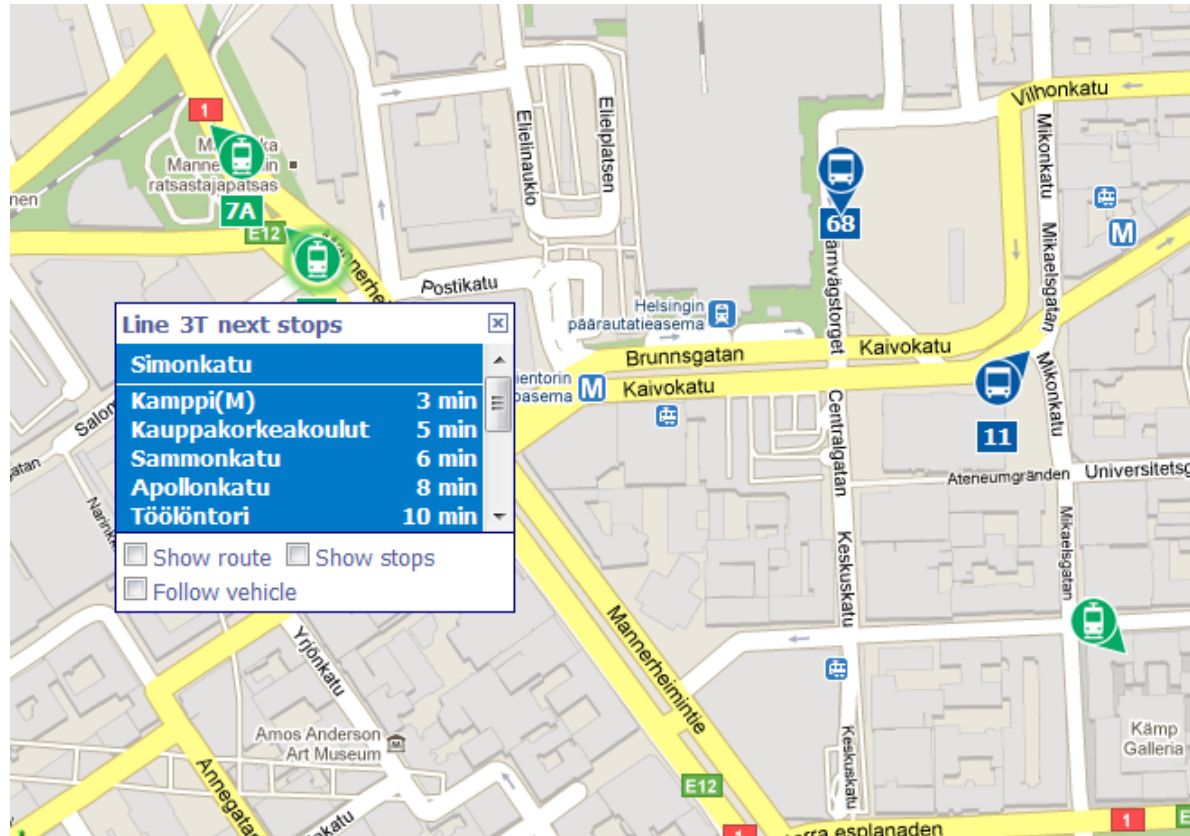 Vilhonkatu
1
Mannerheimin
ratsastajapatsas
7A
E12
Elielinaukio
Elielplatsen
Postikatu
68
Mikonkatu
Mikaelsgatan
M
Helsingin
päärautatieasema
Brunnsgatan
Kaivokatu
M
Kaivokatu
Centralgatan
11
Mikonkatu
Ateneumgränden
Line 3T next stops
Simonkatu
Kamppi(M) 3 min
Kauppakorkeakoulut 5 min
Sammonkatu 6 min
Apollonkatu 8 min
Töölöntori 10 min
Show route Show stops
Follow vehicle
Mikaelsgatan
Keskuskatu
Yrjönkatu
Mannerheimintie
Amos Anderson
Art Museum
Annegatan
Keskuskatu
Kämp
Galleria
E12
1
1
esplanaden